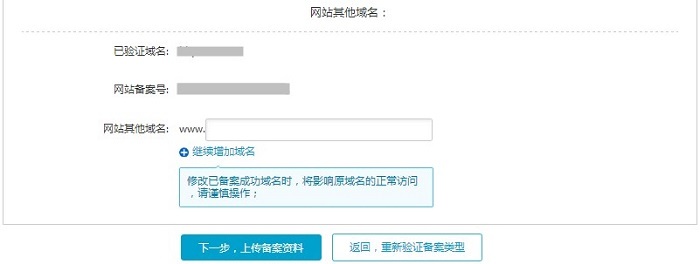 网站其他域名：
已验证域名:
网站备案号:
网站其他域名: www.
继续增加域名
修改已备案成功域名时，将影响原域名的正常访问
，请谨慎操作；
下一步，上传备案资料
返回，重新验证备案类型